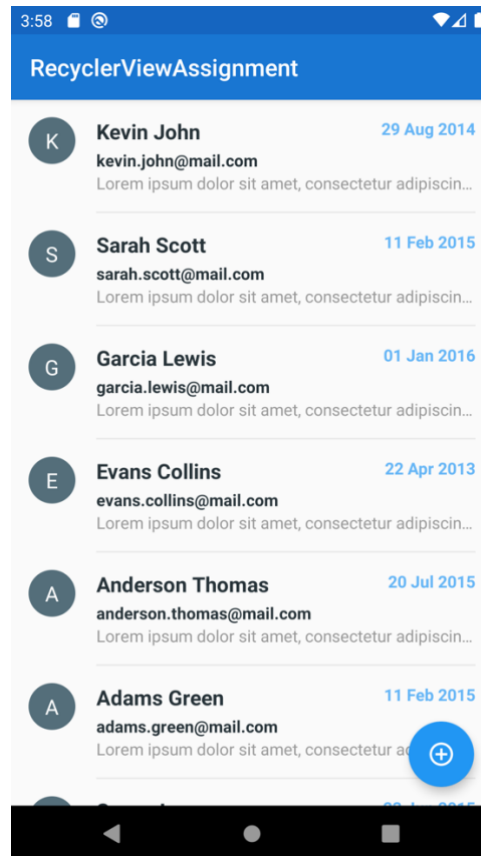 3:58
RecyclerViewAssignment
K
Kevin John 29 Aug 2014
kevin.john@mail.com
Lorem ipsum dolor sit amet, consectetur adipiscin...
S
Sarah Scott 11 Feb 2015
sarah.scott@mail.com
Lorem ipsum dolor sit amet, consectetur adipiscin...
G
Garcia Lewis 01 Jan 2016
garcia.lewis@mail.com
Lorem ipsum dolor sit amet, consectetur adipiscin...
E
Evans Collins 22 Apr 2013
evans.collins@mail.com
Lorem ipsum dolor sit amet, consectetur adipiscin...
A
Anderson Thomas 20 Jul 2015
anderson.thomas@mail.com
Lorem ipsum dolor sit amet, consectetur adipiscin...
A
Adams Green 11 Feb 2015
adams.green@mail.com
Lorem ipsum dolor sit amet, consectetur